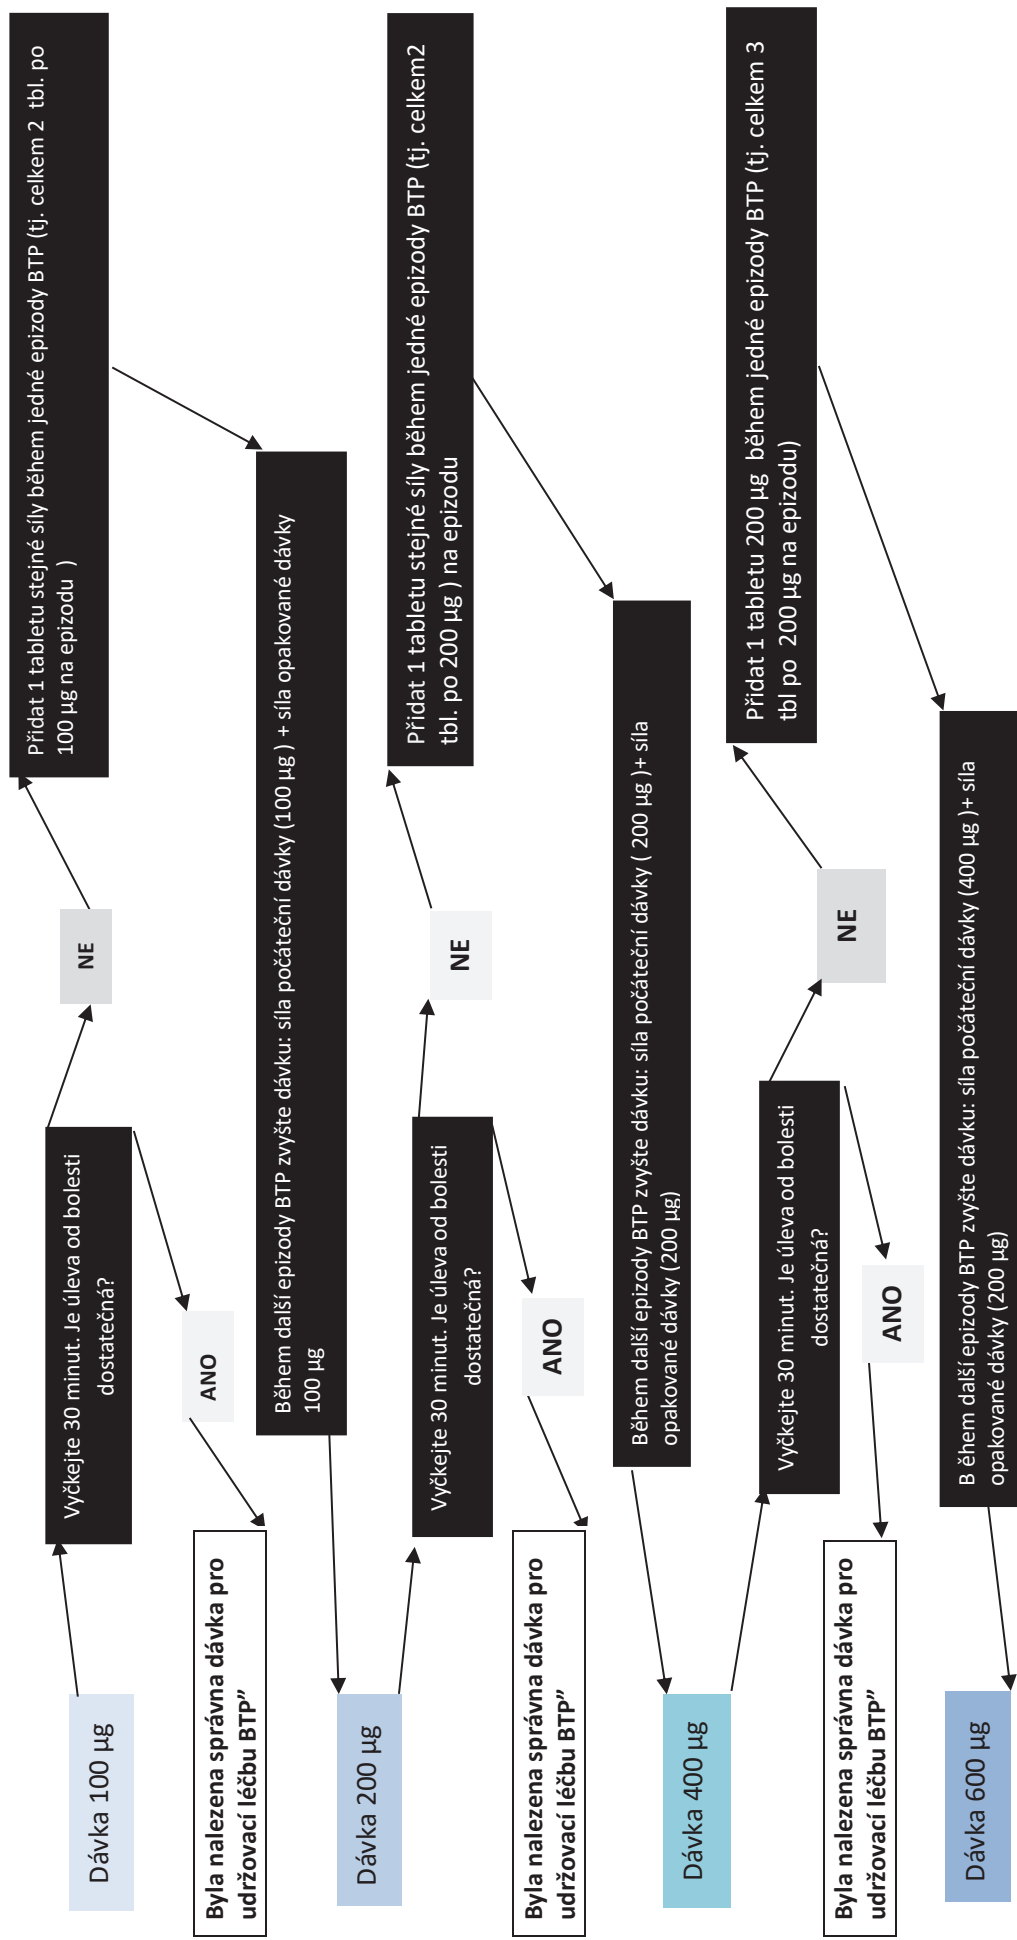 Dávka 100 µg
Vyčkejte 30 minut. Je úleva od bolesti
dostatečná?
NE
Přidat 1 tabletu stejné síly během jedné epizody BTP (tj. celkem 2 tbl. po
100 µg na epizodu )
ANO
Byla nalezena správna dávka pro
udržovací léčbu BTP”
Během další epizody BTP zvyšte dávku: síla počáteční dávky (100 µg ) + síla opakované dávky
100 µg
Dávka 200 µg
Vyčkejte 30 minut. Je úleva od bolesti
dostatečná?
NE
Přidat 1 tabletu stejné síly během jedné epizody BTP (tj. celkem2
tbl. po 200 µg ) na epizodu
ANO
Byla nalezena správna dávka pro
udržovací léčbu BTP”
Během další epizody BTP zvyšte dávku: síla počáteční dávky ( 200 µg )+ síla
opakované dávky (200 µg)
Dávka 400 µg
Vyčkejte 30 minut. Je úleva od bolesti
dostatečná?
NE
Přidat 1 tabletu 200 µg během jedné epizody BTP (tj. celkem 3
tbl po 200 µg na epizodu)
ANO
Byla nalezena správna dávka pro
udržovací léčbu BTP”
B ěhem další epizody BTP zvyšte dávku: síla počáteční dávky (400 µg )+ síla
opakované dávky (200 µg)
Dávka 600 µg